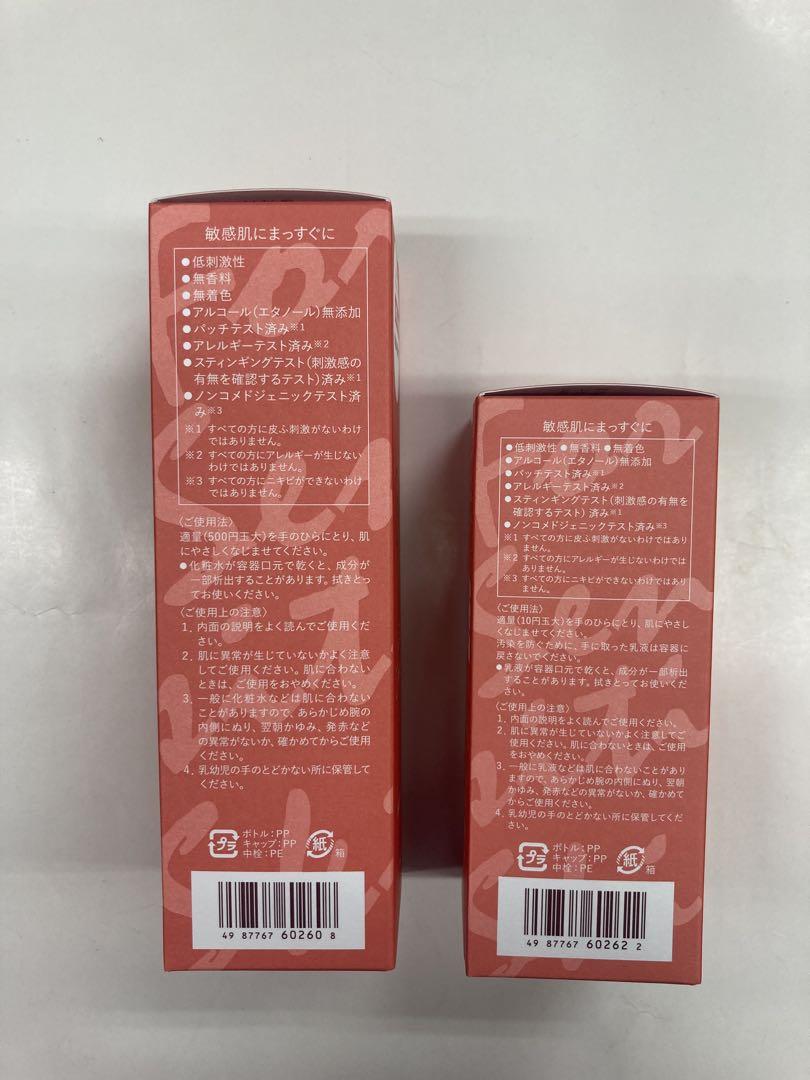 敏感肌にまっすぐに
●低刺激性
●無香料
●無着色
●アルコール(エタノール)無添加
●パッチテスト済み※1
●アレルギーテスト済み※2
●スティンギングテスト(刺激感の
有無を確認するテスト)済み※1
●ノンコメドジェニックテスト済
み※3
※1 すべての方に皮ふ刺激がないわけ
ではありません。
※2 すべての方にアレルギーが生じない
わけではありません。
※3 すべての方にニキビができないわけ
ではありません。
〈ご使用法〉
適量(500円玉大)を手のひらにとり、肌
にやさしくなじませてください。
●化粧水が容器口元で乾くと、成分が
一部析出することがあります。拭きとっ
てお使いください。
〈ご使用上の注意〉
1. 内面の説明をよく読んでご使用くだ
さい。
2. 肌に異常が生じていないかよく注意
してご使用ください。肌に合わない
ときは、ご使用をおやめください。
3. 一般に化粧水などは肌に合わない
ことがありますので、あらかじめ腕の
内側にぬり、翌朝かゆみ、発赤など
の異常がないか、確かめてからご使用
ください。
4. 乳幼児の手のとどかない所に保管して
ください。
プラ
ボトル:PP
キャップ:PP
中栓:PE
紙
箱
49 87767 60260 8
敏感肌にまっすぐに
●低刺激性 ●無香料 ●無着色
●アルコール(エタノール)無添加
●パッチテスト済み※1
●アレルギーテスト済み※2
●スティンギングテスト(刺激感の有無を
確認するテスト)済み※1
●ノンコメドジェニックテスト済み※3
※1 すべての方に皮ふ刺激がないわけではありま
せん。
※2 すべての方にアレルギーが生じないわけでは
ありません。
※3 すべての方にニキビができないわけではあり
ません。
〈ご使用法〉
適量(10円玉大)を手のひらにとり、肌にやさし
くなじませてください。
汚染を防ぐために、手に取った乳液は容器に
戻さないでください。
●乳液が容器口元で乾くと、成分が一部析出
することがあります。拭きとってお使いくださ
い。
〈ご使用上の注意〉
1. 内面の説明をよく読んでご使用ください。
2. 肌に異常が生じていないかよく注意してご
使用ください。肌に合わないときは、ご使用
をおやめください。
3. 一般に乳液などは肌に合わないことがありま
すので、あらかじめ腕の内側にぬり、翌朝
かゆみ、発赤などの異常がないか、確かめて
からご使用ください。
4. 乳幼児の手のとどかない所に保管してくだ
さい。
プラ
ボトル:PP
キャップ:PP
中栓:PE
紙
箱
49 87767 60262 2